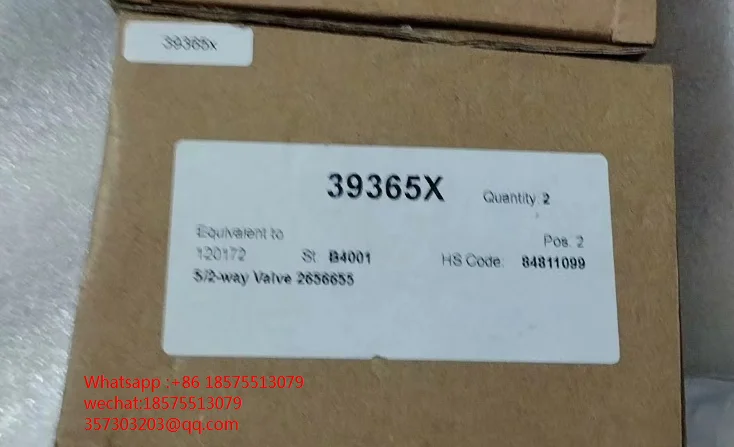 39365x
39365X Quantity 2
Equivalent to
Pos. 2
120172 St. B4001 HS Code: 84811099
5/2-way Valve 2656655
Whatsapp :+86 18575513079
wechat:18575513079
357303203@qq.com